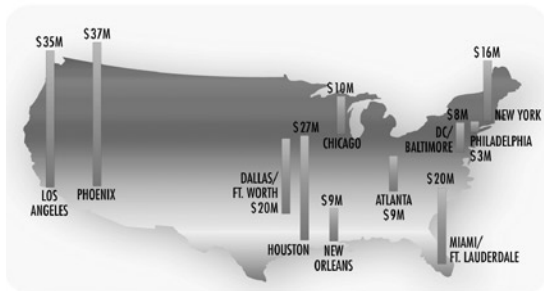 $35M
LOS
ANGELES
$37M
PHOENIX
DALLAS/
FT. WORTH
$20M
$27M
HOUSTON
$10M
CHICAGO
$9M
NEW
ORLEANS
ATLANTA
$9M
$20M
MIAMI/
FT. LAUDERDALE
$8M
DC/
BALTIMORE
PHILADELPHIA
$3M
$16M
NEW YORK